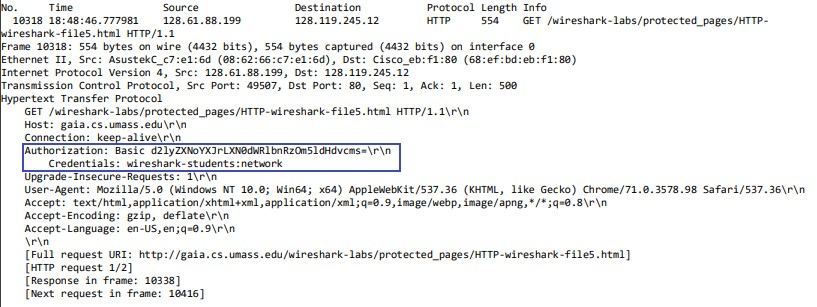 No. Time Source Destination Protocol Length Info
10318 18:48:46.777981 128.61.88.199 128.119.245.12 HTTP 554 GET /wireshark-labs/protected_pages/HTTP-
wireshark-file5.html HTTP/1.1
Frame 10318: 554 bytes on wire (4432 bits), 554 bytes captured (4432 bits) on interface 0
Ethernet II, Src: AsustekC_c7:e1:6d (08:62:66:c7:e1:6d), Dst: Cisco_eb:f1:80 (68:ef:bd:eb:f1:80)
Internet Protocol Version 4, Src: 128.61.88.199, Dst: 128.119.245.12
Transmission Control Protocol, Src Port: 49507, Dst Port: 80, Seq: 1, Ack: 1, Len: 500
Hypertext Transfer Protocol
GET /wireshark-labs/protected_pages/HTTP-wireshark-file5.html HTTP/1.1\r\n
Host: gaia.cs.umass.edu\r\n
Connection: keep-alive\r\n
Authorization: Basic d2lyZXNoYXJrLXN0dWRlbnRzOm5ldHdvcms=\r\n
Credentials: wireshark-students:network
Upgrade-Insecure-Requests: 1\r\n
User-Agent: Mozilla/5.0 (Windows NT 10.0; Win64; x64) AppleWebKit/537.36 (KHTML, like Gecko) Chrome/71.0.3578.98 Safari/537.36\r\n
Accept: text/html,application/xhtml+xml,application/xml;q=0.9,image/webp,image/apng,*/*;q=0.8\r\n
Accept-Encoding: gzip, deflate\r\n
Accept-Language: en-US,en;q=0.9\r\n
\r\n
[Full request URI: http://gaia.cs.umass.edu/wireshark-labs/protected_pages/HTTP-wireshark-file5.html]
[HTTP request 1/2]
[Response in frame: 10338]
[Next request in frame: 10416]